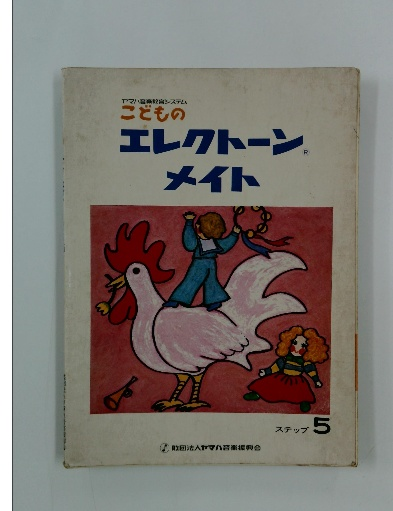 ヤマハ音楽教育システム
こどもの
エレクトーン®
メイト
ステップ 5
財団法人ヤマハ音楽振興会